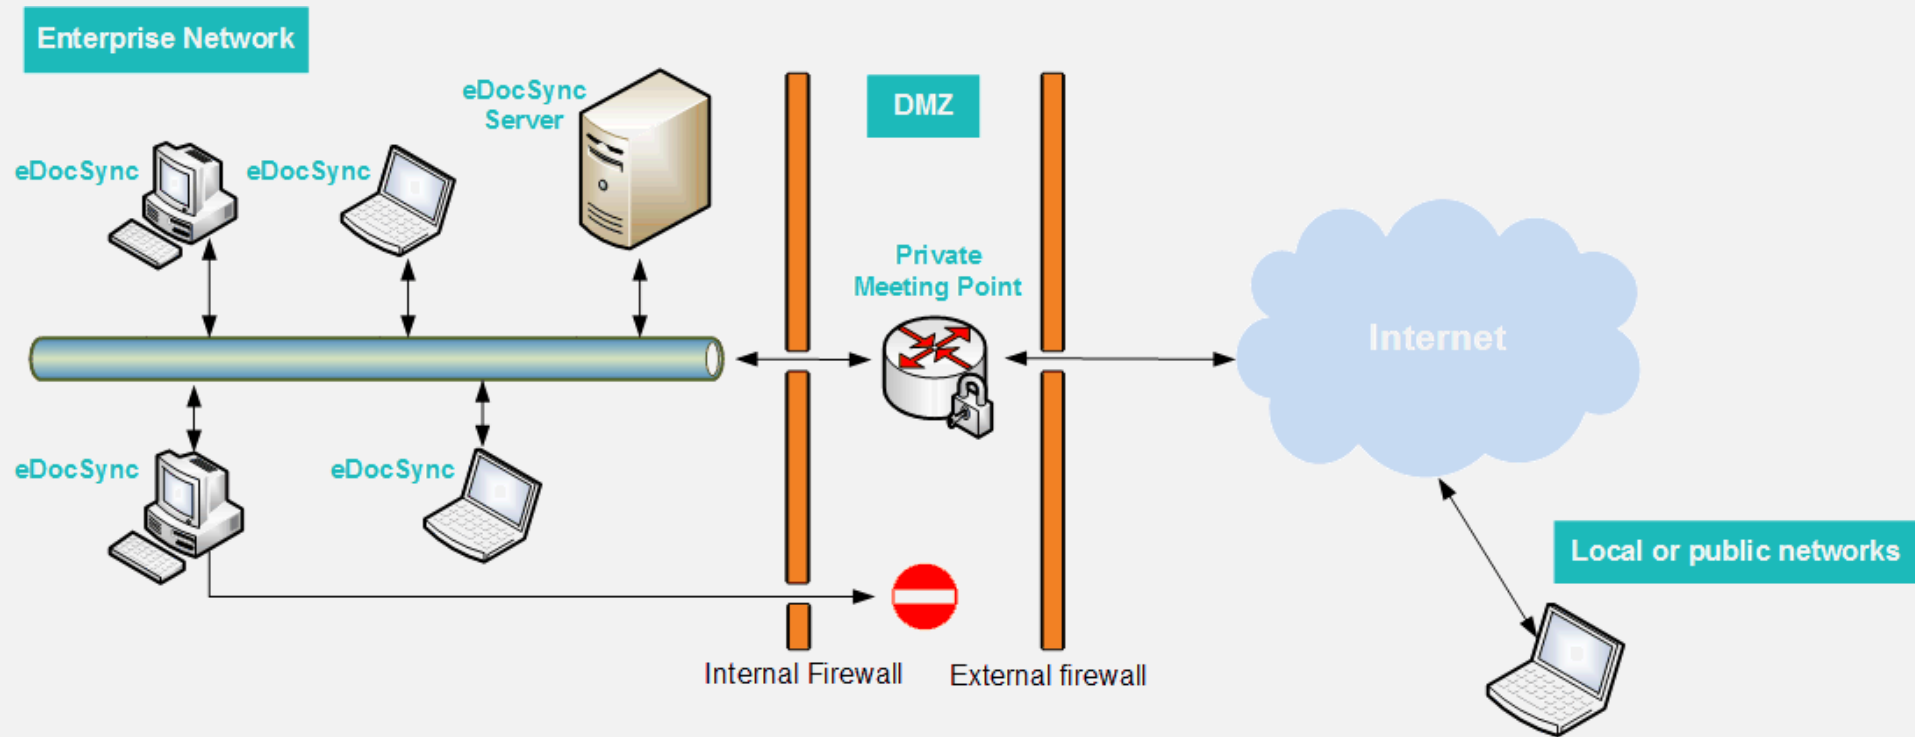 Enterprise Network
eDocSync
Server
DMZ
eDocSync
eDocSync
Private
Meeting Point
Internet
eDocSync
eDocSync
Local or public networks
Internal Firewall
External firewall